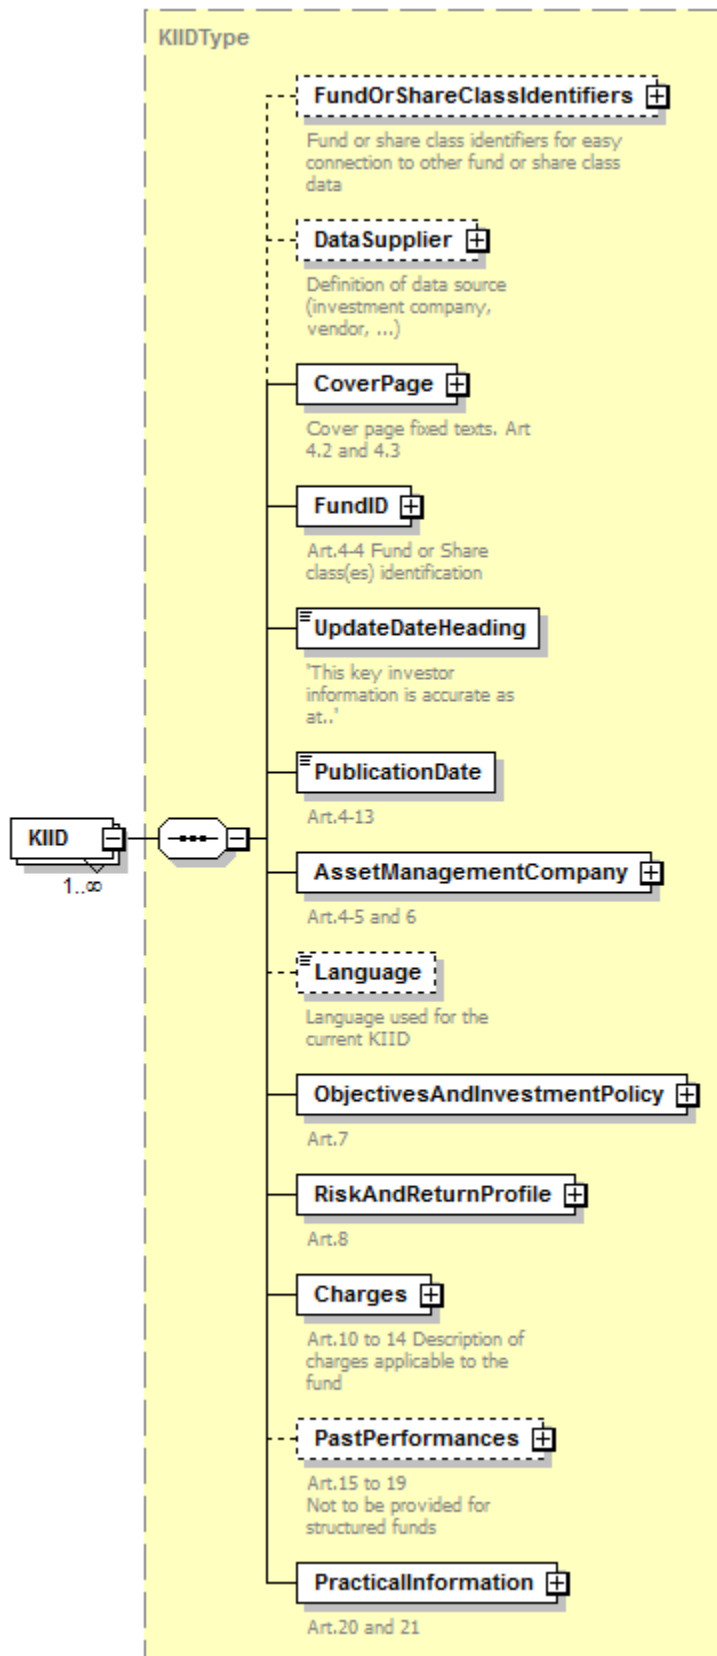 KIIDType
FundOrShareClassIdentifiers
Fund or share class identifiers for easy
connection to other fund or share class
data
DataSupplier
Definition of data source
(investment company,
vendor, ...)
CoverPage
Cover page fixed texts. Art
4.2 and 4.3
FundID
Art.4-4 Fund or Share
class(es) identification
UpdateDateHeading
'This key investor
information is accurate as
at..'
PublicationDate
Art.4-13
KIID
1..∞
AssetManagementCompany
Art.4-5 and 6
Language
Language used for the
current KIID
ObjectivesAndInvestmentPolicy
Art.7
RiskAndReturnProfile
Art.8
Charges
Art.10 to 14 Description of
charges applicable to the
fund
PastPerformances
Art.15 to 19
Not to be provided for
structured funds
PracticalInformation
Art.20 and 21